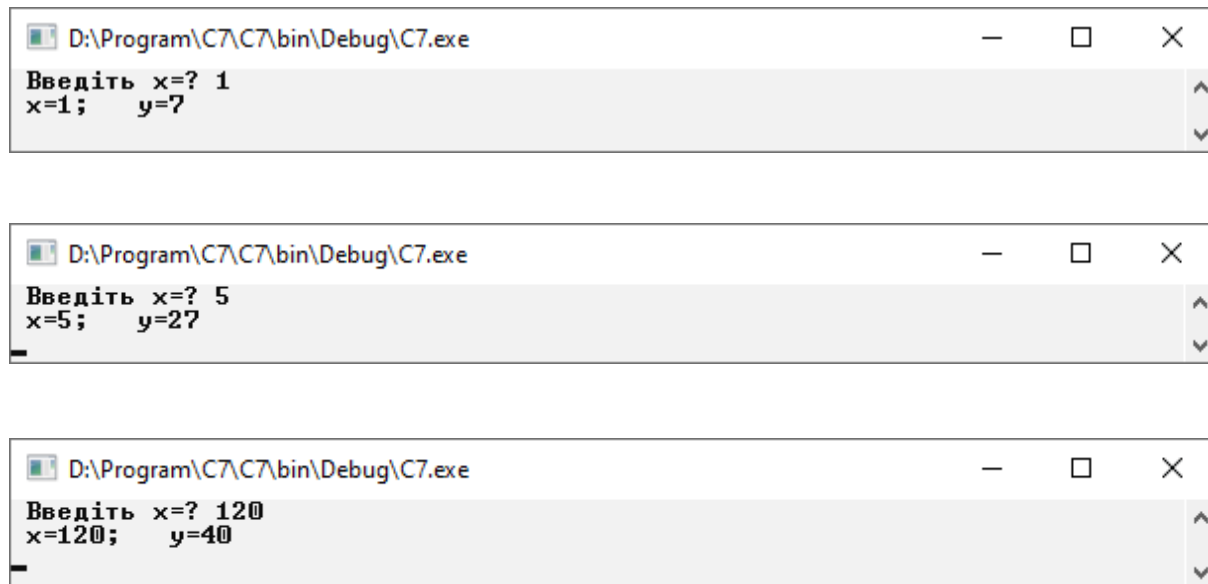 D:\Program\C7\C7\bin\Debug\C7.exe
Введіть x=? 1
x=1;   y=7
D:\Program\C7\C7\bin\Debug\C7.exe
Введіть x=? 5
x=5;   y=27
D:\Program\C7\C7\bin\Debug\C7.exe
Введіть x=? 120
x=120;   y=40